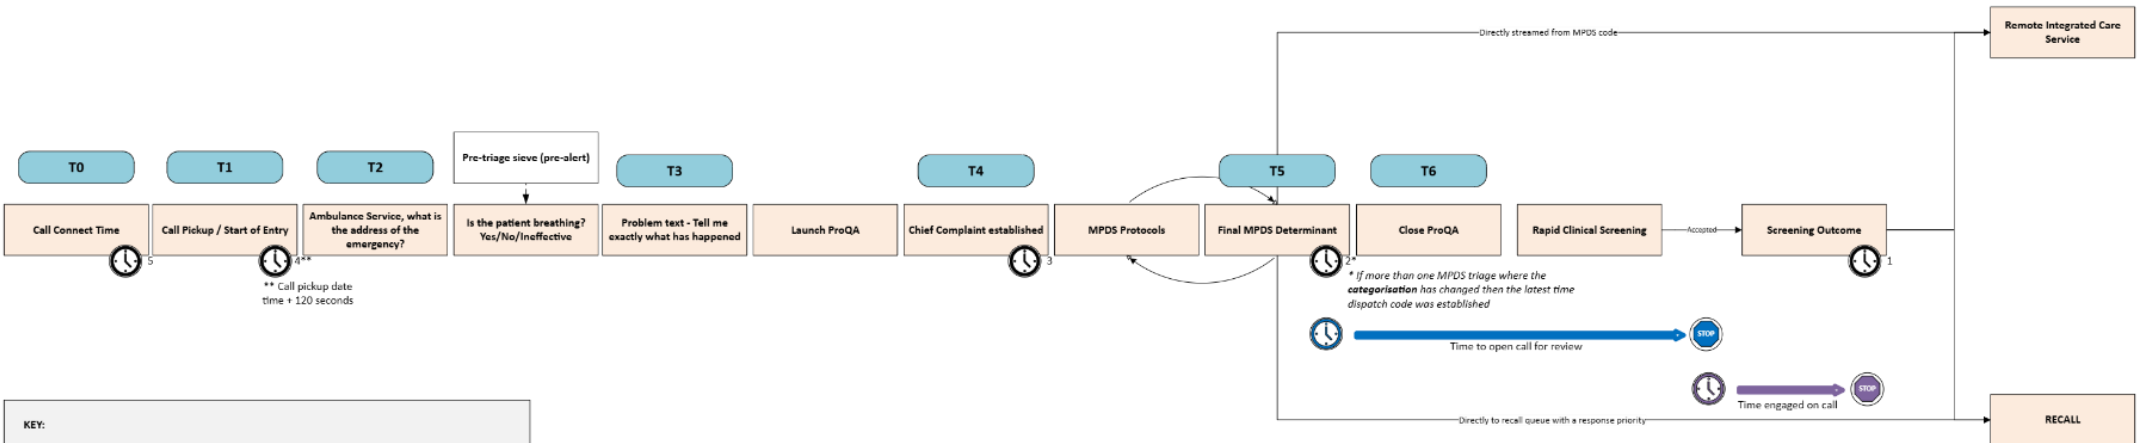 Remote Integrated Care
Service
Directly streamed from MPDS code
T0
T1
T2
Pre-triage sieve (pre-alert)
T3
T4
T5
T6
Call Connect Time
5
Call Pickup / Start of Entry
4**
** Call pickup date
time + 120 seconds
Ambulance Service, what is
the address of the
emergency?
Is the patient breathing?
Yes/No/Ineffective
Problem text - Tell me
exactly what has happened
Launch ProQA
Chief Complaint established
3
MPDS Protocols
Final MPDS Determinant
2*
* If more than one MPDS triage where the
categorisation has changed then the latest time
dispatch code was established
Close ProQA
Rapid Clinical Screening
Accepted
Screening Outcome
1
STOP
Time to open call for review
STOP
Time engaged on call
Directly to recall queue with a response priority
RECALL
KEY: